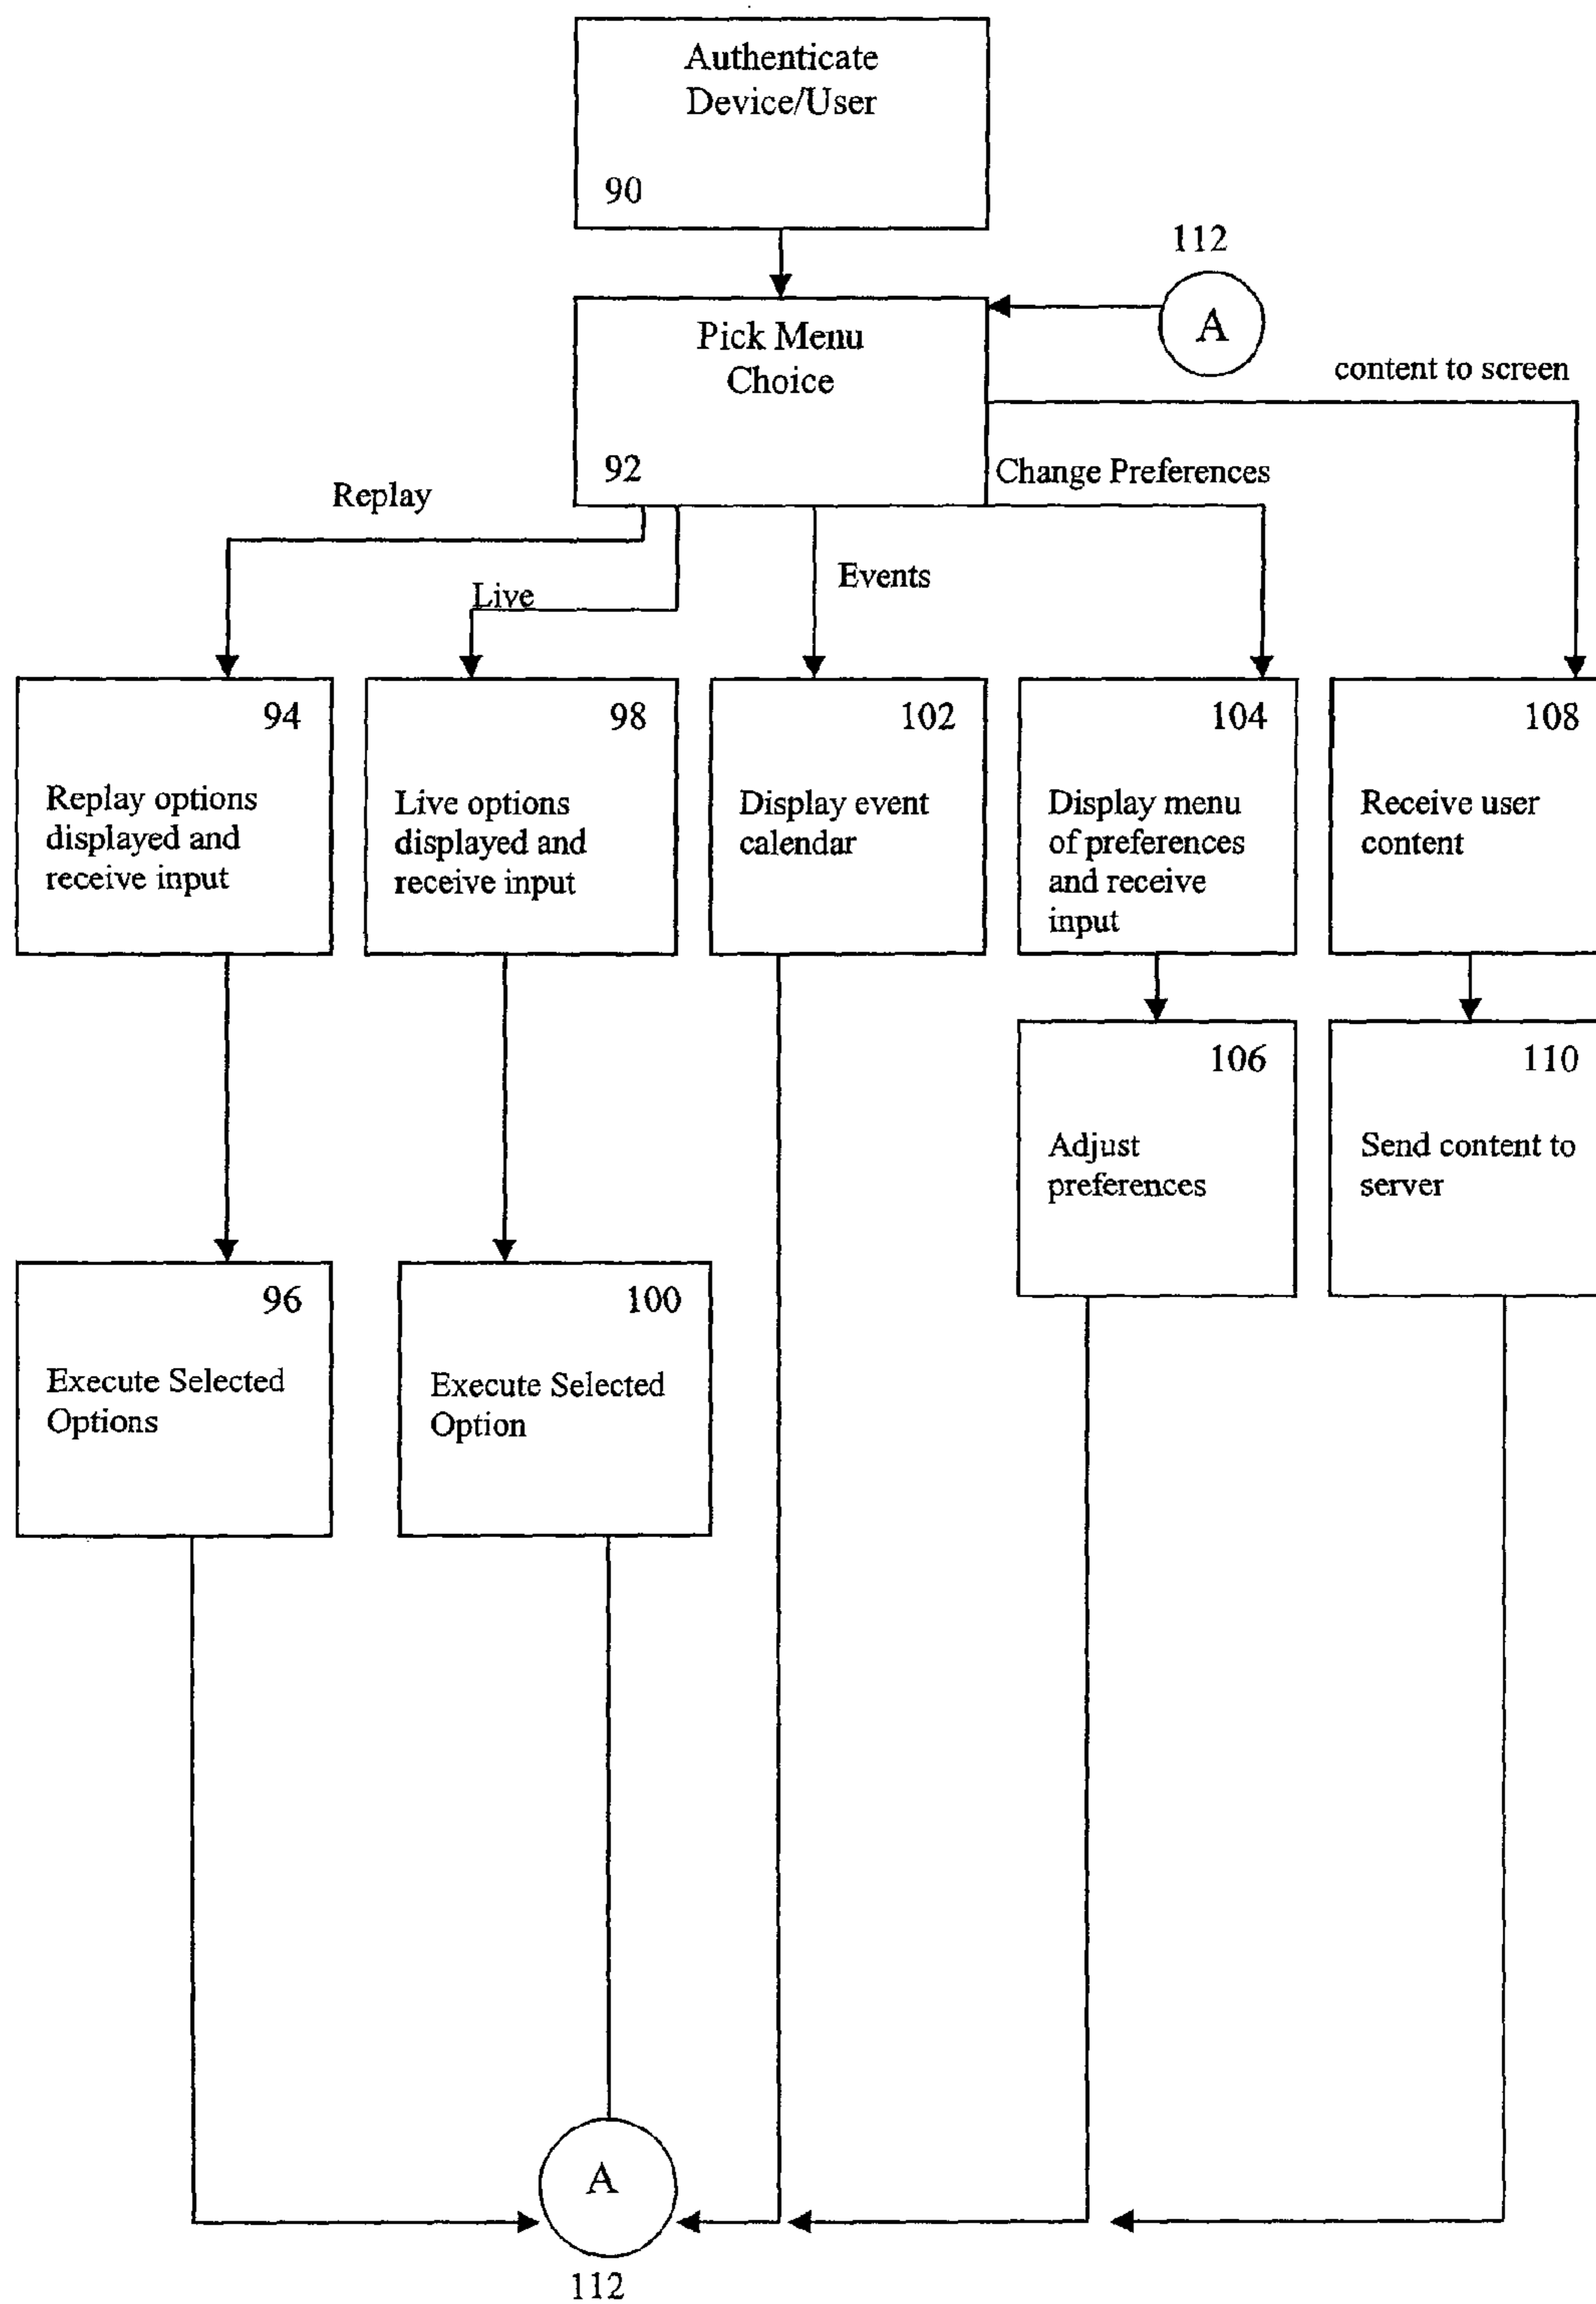 Authenticate
Device/User
90
112
A
Pick Menu
Choice
92
content to screen
Change Preferences
Replay
Live
Events
94
Replay options
displayed and
receive input
98
Live options
displayed and
receive input
102
Display event
calendar
104
Display menu
of preferences
and receive
input
108
Receive user
content
106
Adjust
preferences
110
Send content to
server
96
Execute Selected
Options
100
Execute Selected
Option
A
112